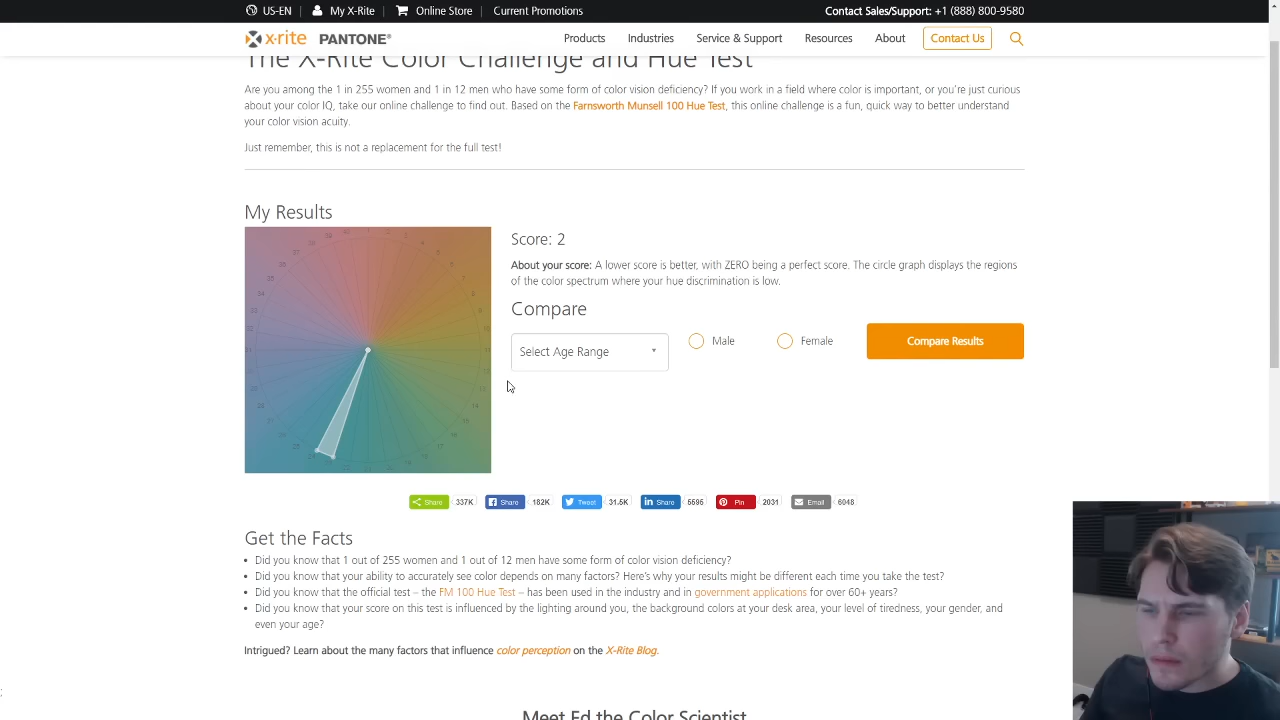 US-EN | My X-Rite | Online Store | Current Promotions
Contact Sales/Support: +1 (888) 800-9580
x·rite PANTONE®
Products Industries Service & Support Resources About Contact Us
The X-Rite Color Challenge and Hue Test
Are you among the 1 in 255 women and 1 in 12 men who have some form of color vision deficiency? If you work in a field where color is important, or you're just curious
about your color IQ, take our online challenge to find out. Based on the Farnsworth Munsell 100 Hue Test, this online challenge is a fun, quick way to better understand
your color vision acuity.
Just remember, this is not a replacement for the full test!
My Results
Score: 2
About your score: A lower score is better, with ZERO being a perfect score. The circle graph displays the regions
of the color spectrum where your hue discrimination is low.
Compare
Select Age Range
Male
Female
Compare Results
Share 337K Share 182K Tweet 31.5K Share 5595 Pin 2031 Email 6048
Get the Facts
• Did you know that 1 out of 255 women and 1 out of 12 men have some form of color vision deficiency?
• Did you know that your ability to accurately see color depends on many factors? Here's why your results might be different each time you take the test?
• Did you know that the official test – the FM 100 Hue Test – has been used in the industry and in government applications for over 60+ years?
• Did you know that your score on this test is influenced by the lighting around you, the background colors at your desk area, your level of tiredness, your gender, and
even your age?
Intrigued? Learn about the many factors that influence color perception on the X-Rite Blog.
;
Meet Ed the Color Scientist